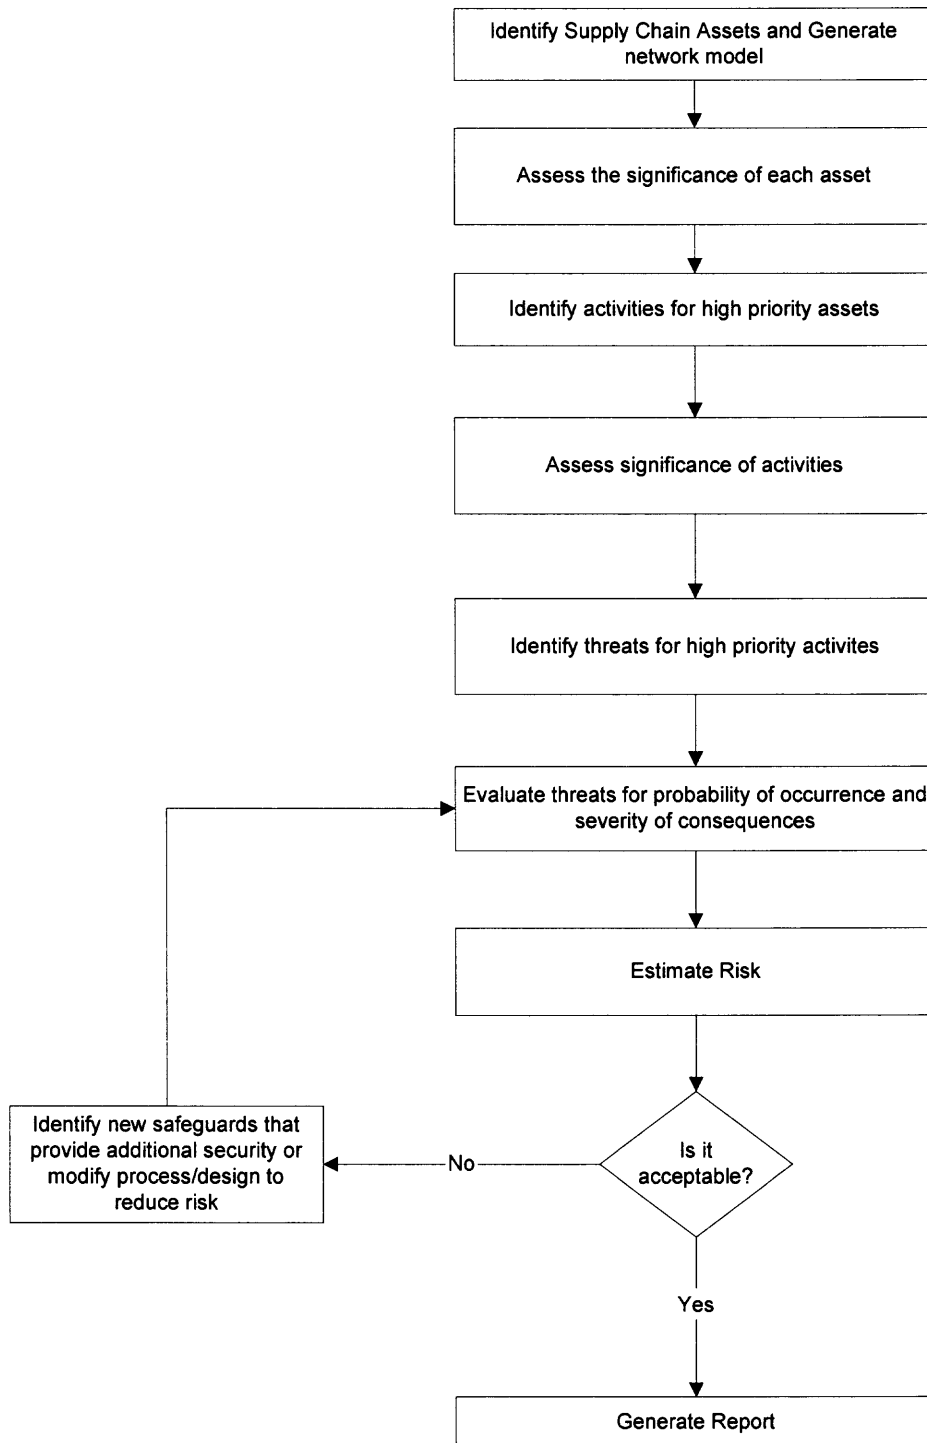 Identify Supply Chain Assets and Generate
network model
Assess the significance of each asset
Identify activities for high priority assets
Assess significance of activities
Identify threats for high priority activites
Evaluate threats for probability of occurrence and
severity of consequences
Estimate Risk
Identify new safeguards that
provide additional security or
modify process/design to
reduce risk
No
Is it
acceptable?
Yes
Generate Report